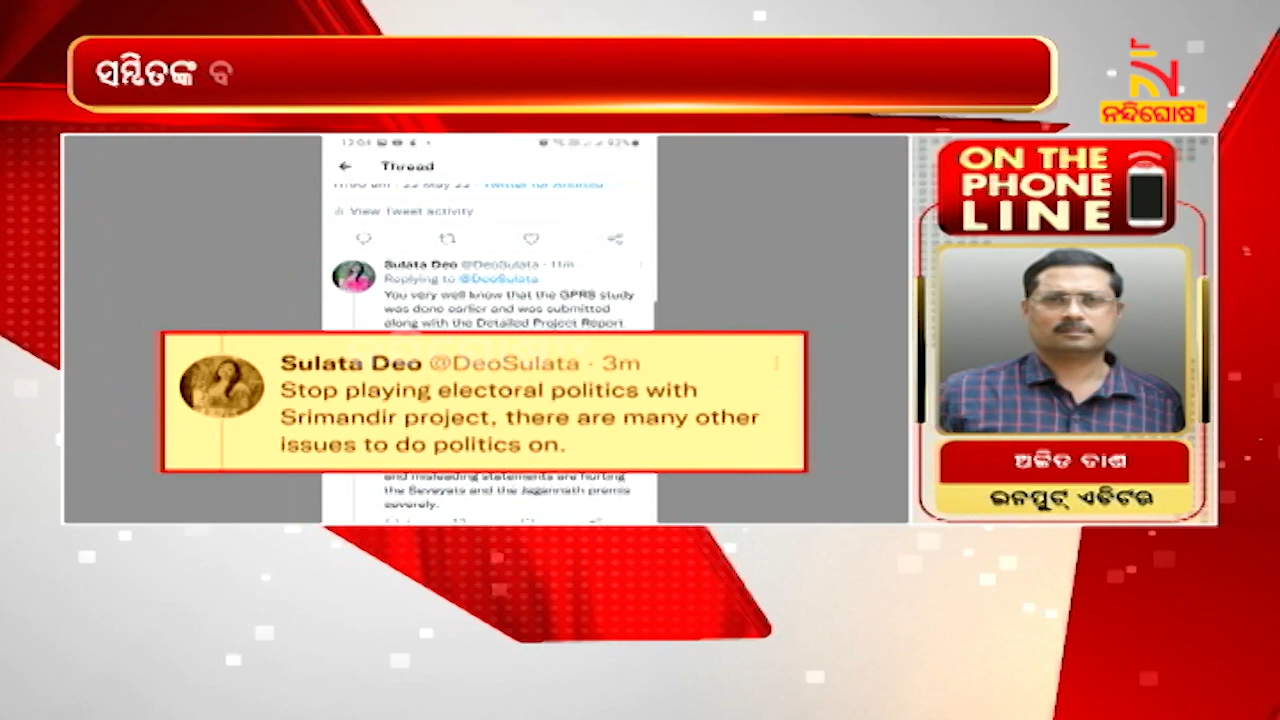 ସମ୍ବିତଙ୍କ ବ
ନନ୍ଦିଘୋଷ
ON THE
PHONE
LINE
Thread
View Tweet activity
Sulata Deo @DeoSulata · 11m
Replying to @DeoSulata
You very well know that the GPRS study
was done earlier and was submitted
along with the Detailed Project Report
Sulata Deo @DeoSulata · 3m
Stop playing electoral politics with
Srimandir project, there are many other
issues to do politics on.
and misleading statements are hurting
the Sevayats and the Jagannath premis
severely.
ଅଜିତ ଦାଶ
ଇନପୁଟ୍ ଏଡିଟର